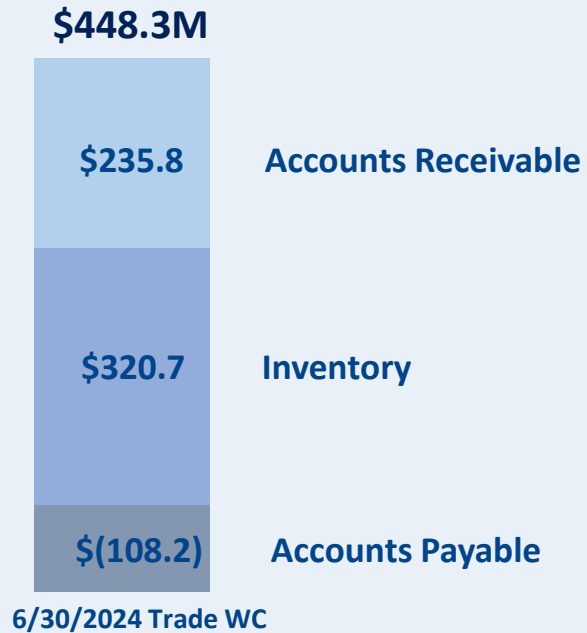 $448.3M
$235.8 Accounts Receivable
$320.7 Inventory
$(108.2) Accounts Payable
6/30/2024 Trade WC